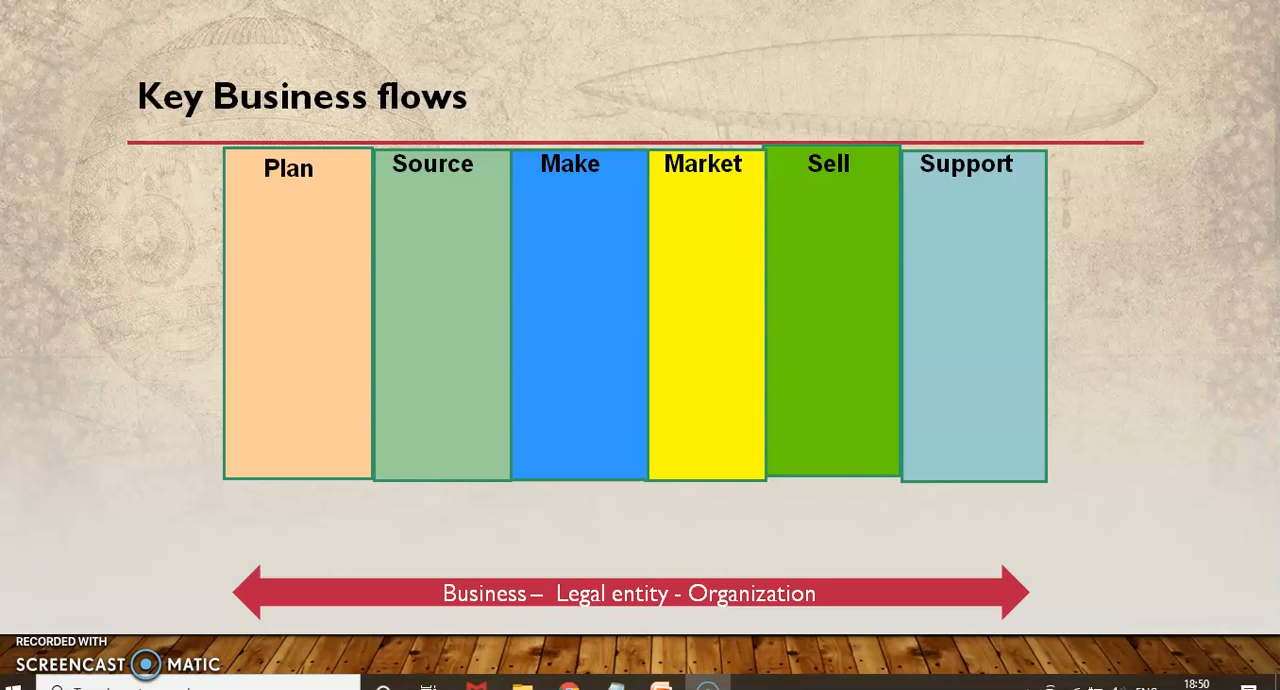 Key Business flows
Plan
Source
Make
Market
Sell
Support
Business – Legal entity - Organization
RECORDED WITH
SCREENCAST MATIC
18:50